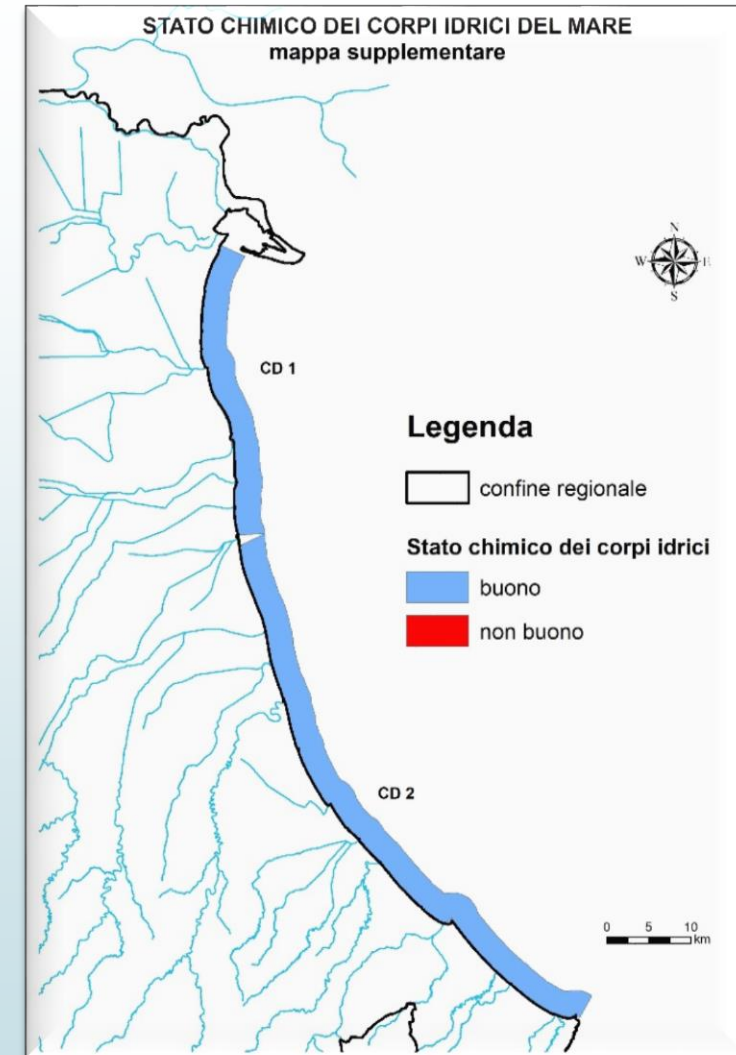 STATO CHIMICO DEI CORPI IDRICI DEL MARE
mappa supplementare
N
W E
S
CD 1
Legenda
confine regionale
Stato chimico dei corpi idrici
buono
non buono
CD 2
0 5 10
km